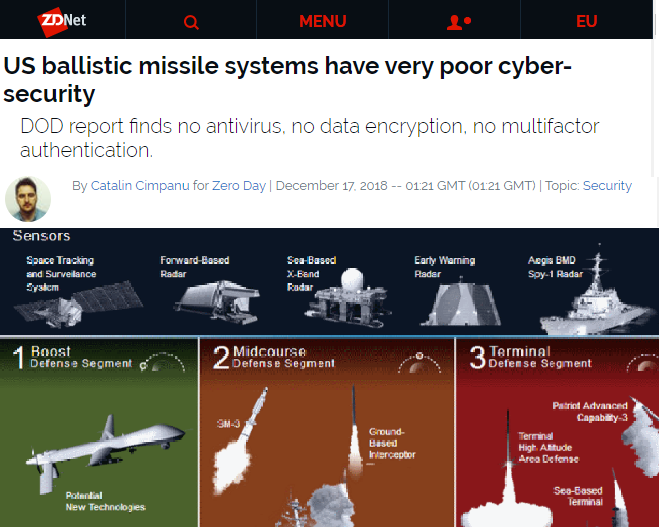 ZDNet MENU EU
US ballistic missile systems have very poor cyber-
security
DOD report finds no antivirus, no data encryption, no multifactor
authentication.
By Catalin Cimpanu for Zero Day | December 17, 2018 -- 01:21 GMT (01:21 GMT) | Topic: Security
Sensors
Space Tracking
and Surveillance
System
Forward-Based
Radar
Sea-Based
X-Band
Radar
Early Warning
Radar
Aegis BMD
Spy-1 Radar
1 Boost
Defense Segment
Potential
New Technologies
2 Midcourse
Defense Segment
SM-3
Ground-
Based
Interceptor
3 Terminal
Defense Segment
Patriot Advanced
Capability-3
Terminal
High Altitude
Area Defense
Sea-Based
Terminal